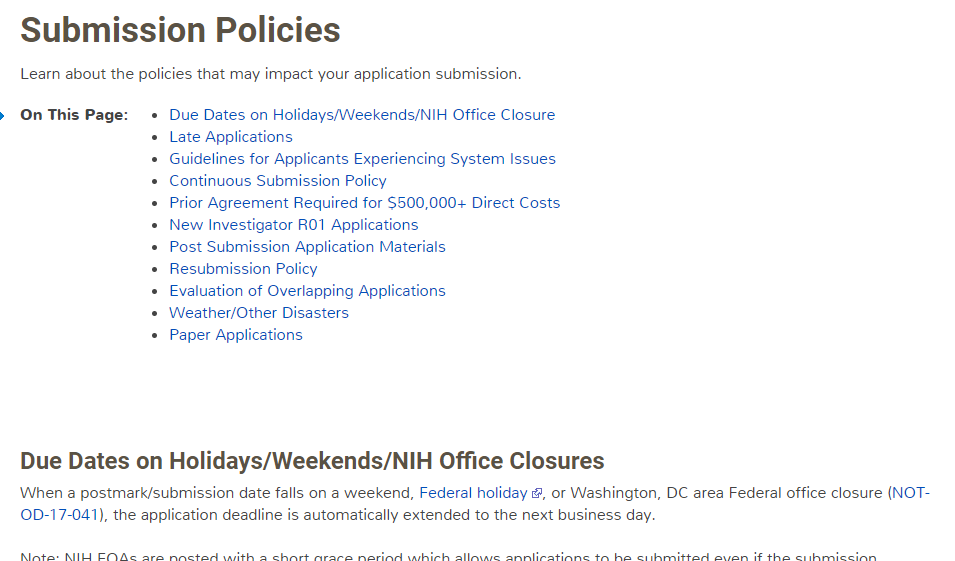 Submission Policies
Learn about the policies that may impact your application submission.
On This Page:
Due Dates on Holidays/Weekends/NIH Office Closure
Late Applications
Guidelines for Applicants Experiencing System Issues
Continuous Submission Policy
Prior Agreement Required for $500,000+ Direct Costs
New Investigator R01 Applications
Post Submission Application Materials
Resubmission Policy
Evaluation of Overlapping Applications
Weather/Other Disasters
Paper Applications
Due Dates on Holidays/Weekends/NIH Office Closures
When a postmark/submission date falls on a weekend, Federal holiday, or Washington, DC area Federal office closure (NOT-
OD-17-041), the application deadline is automatically extended to the next business day.
Note: NIH FOAs are posted with a short grace period which allows applications to be submitted even if the submission